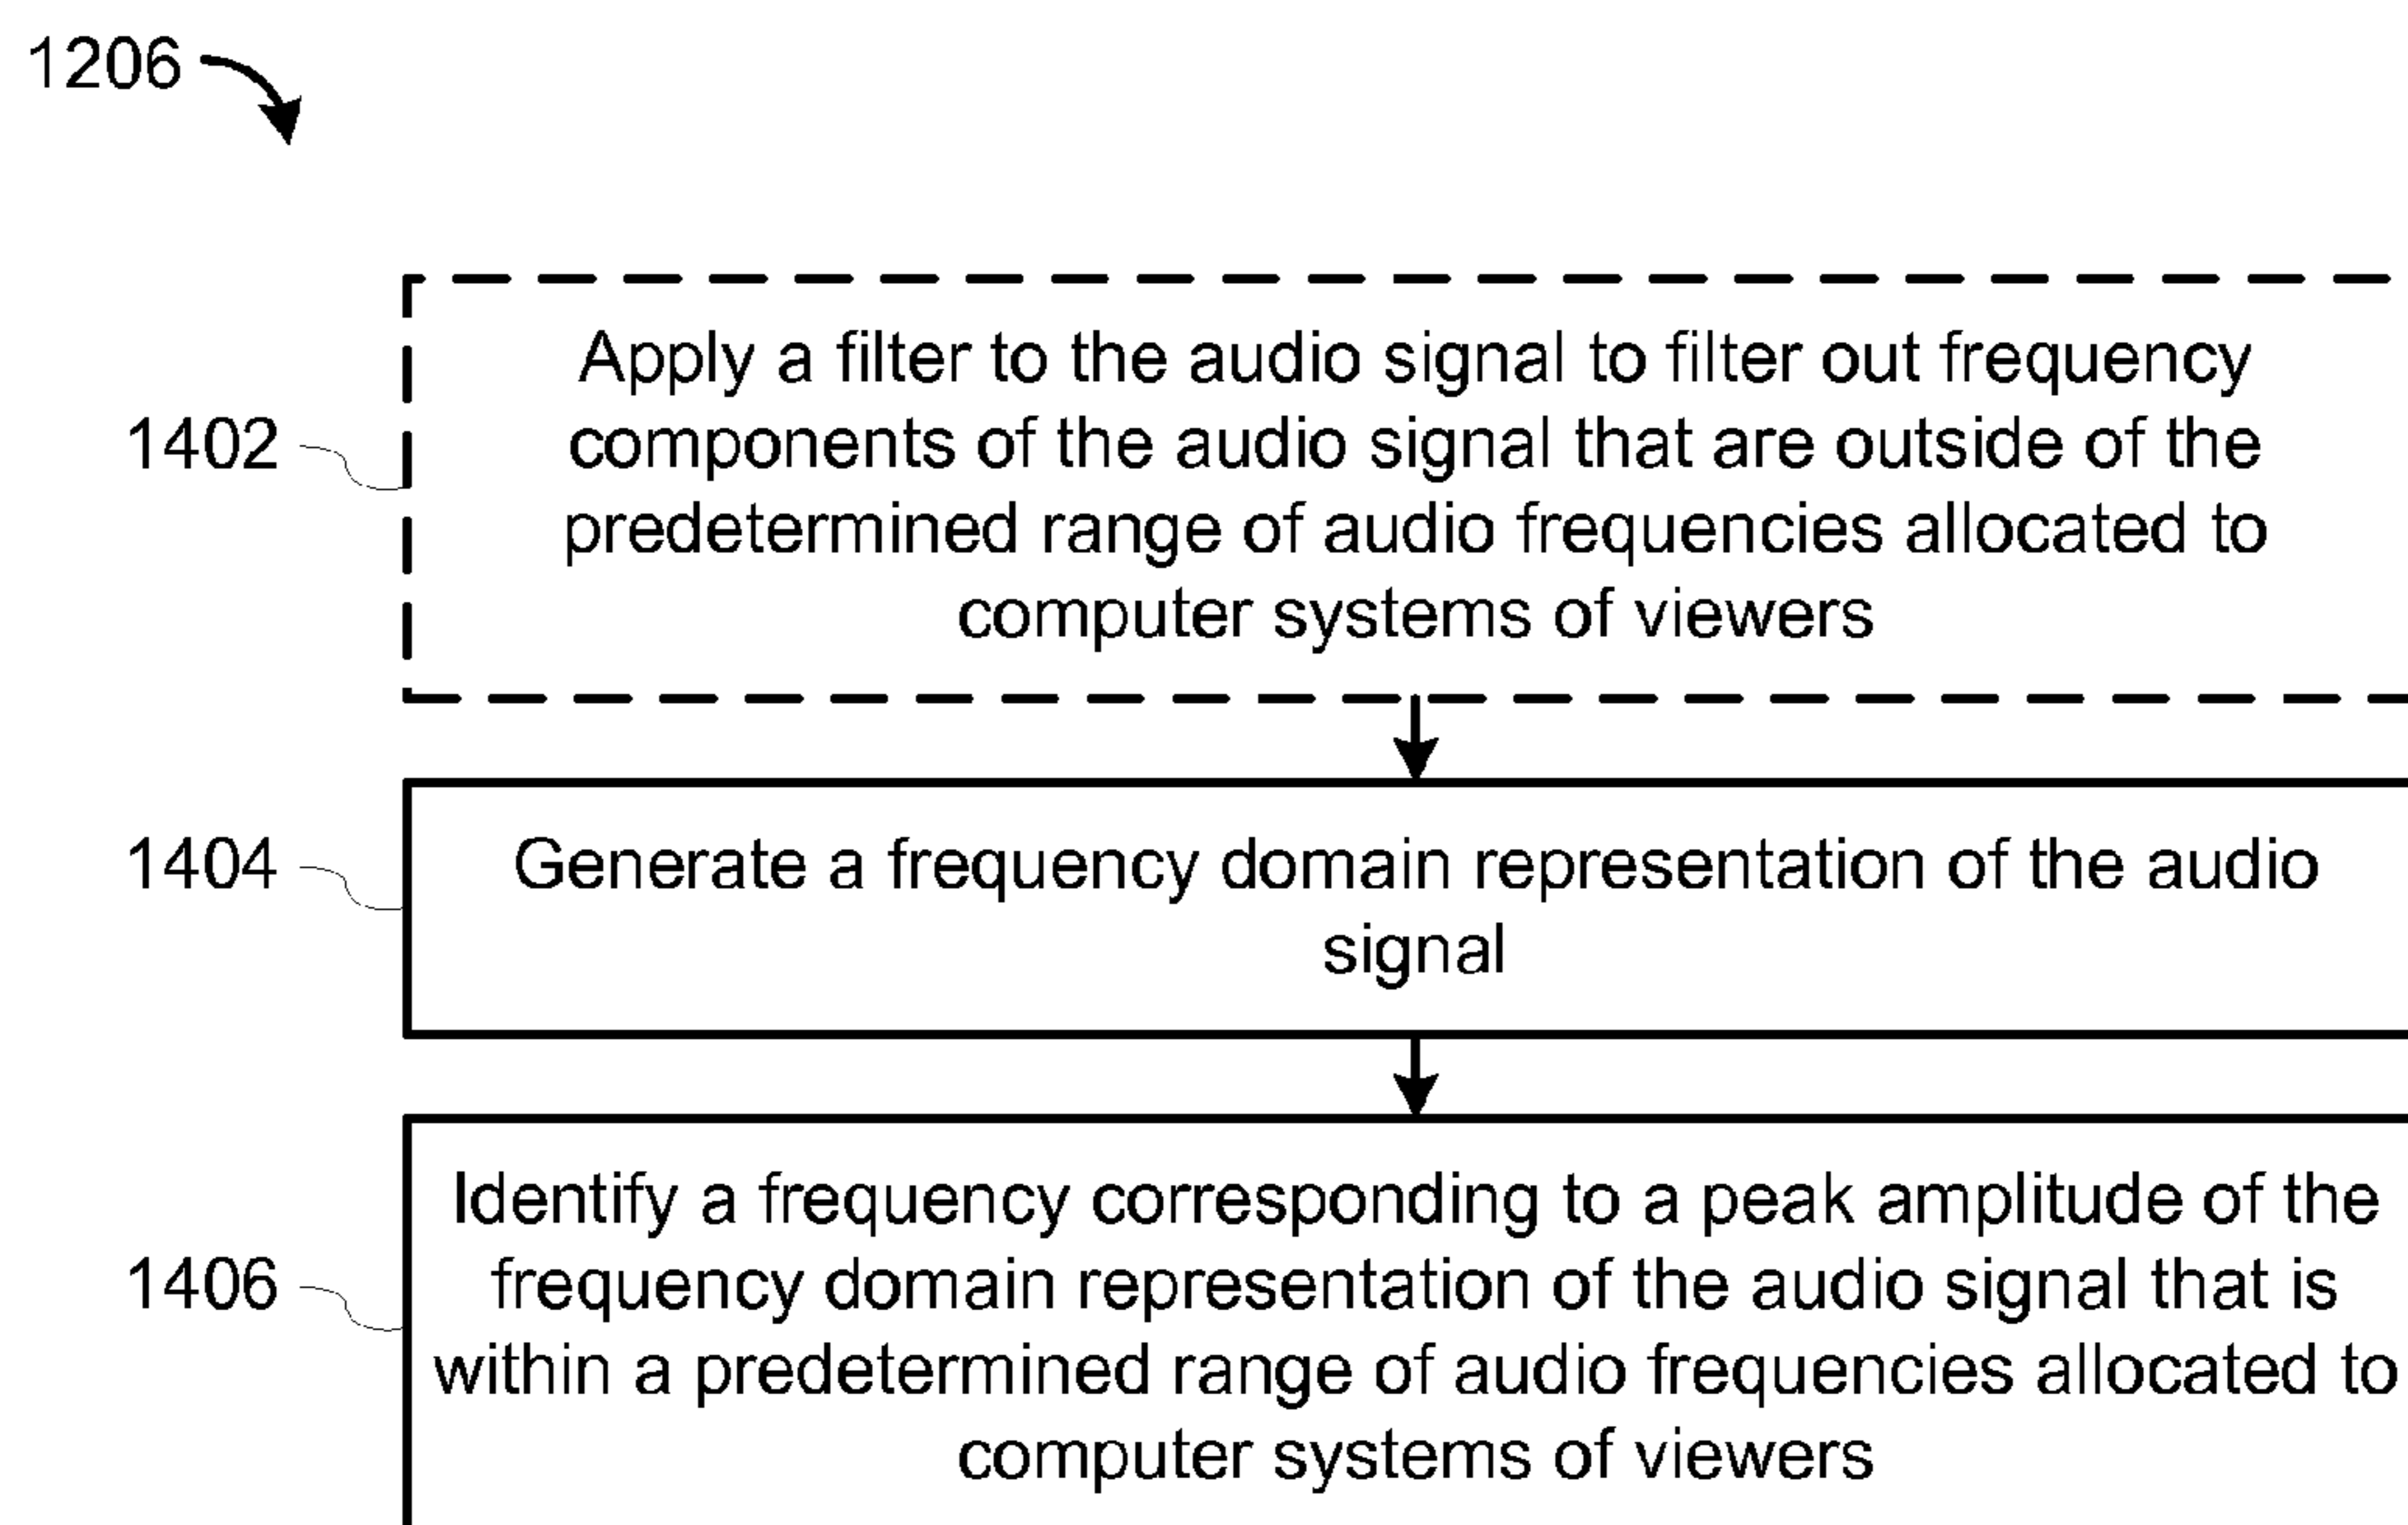 1206
Apply a filter to the audio signal to filter out frequency
components of the audio signal that are outside of the
1402
predetermined range of audio frequencies allocated to
computer systems of viewers
1404
Generate a frequency domain representation of the audio
signal
Identify a frequency corresponding to a peak amplitude of the
1406
frequency domain representation of the audio signal that is
within a predetermined range of audio frequencies allocated to
computer systems of viewers